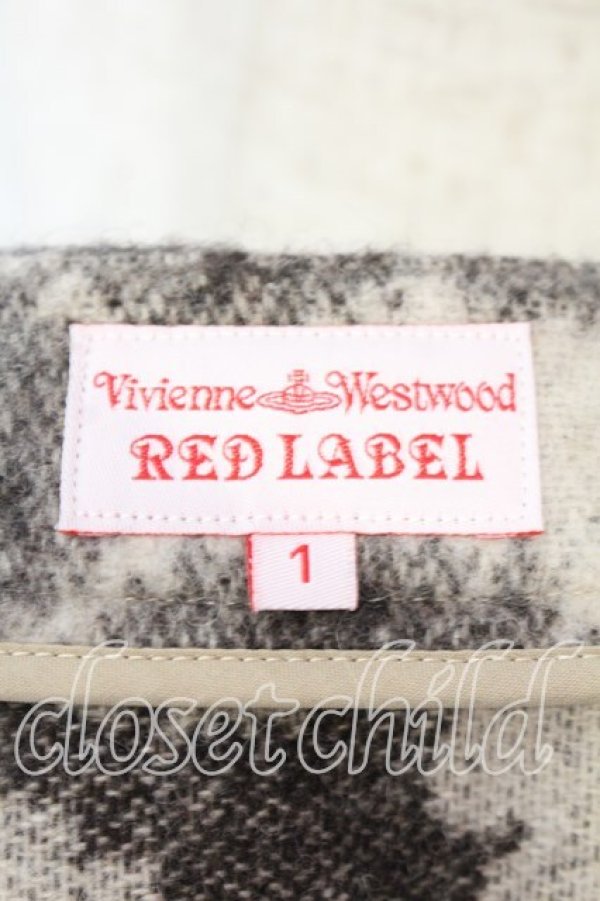 Vivienne Westwood
RED LABEL
1
closet child